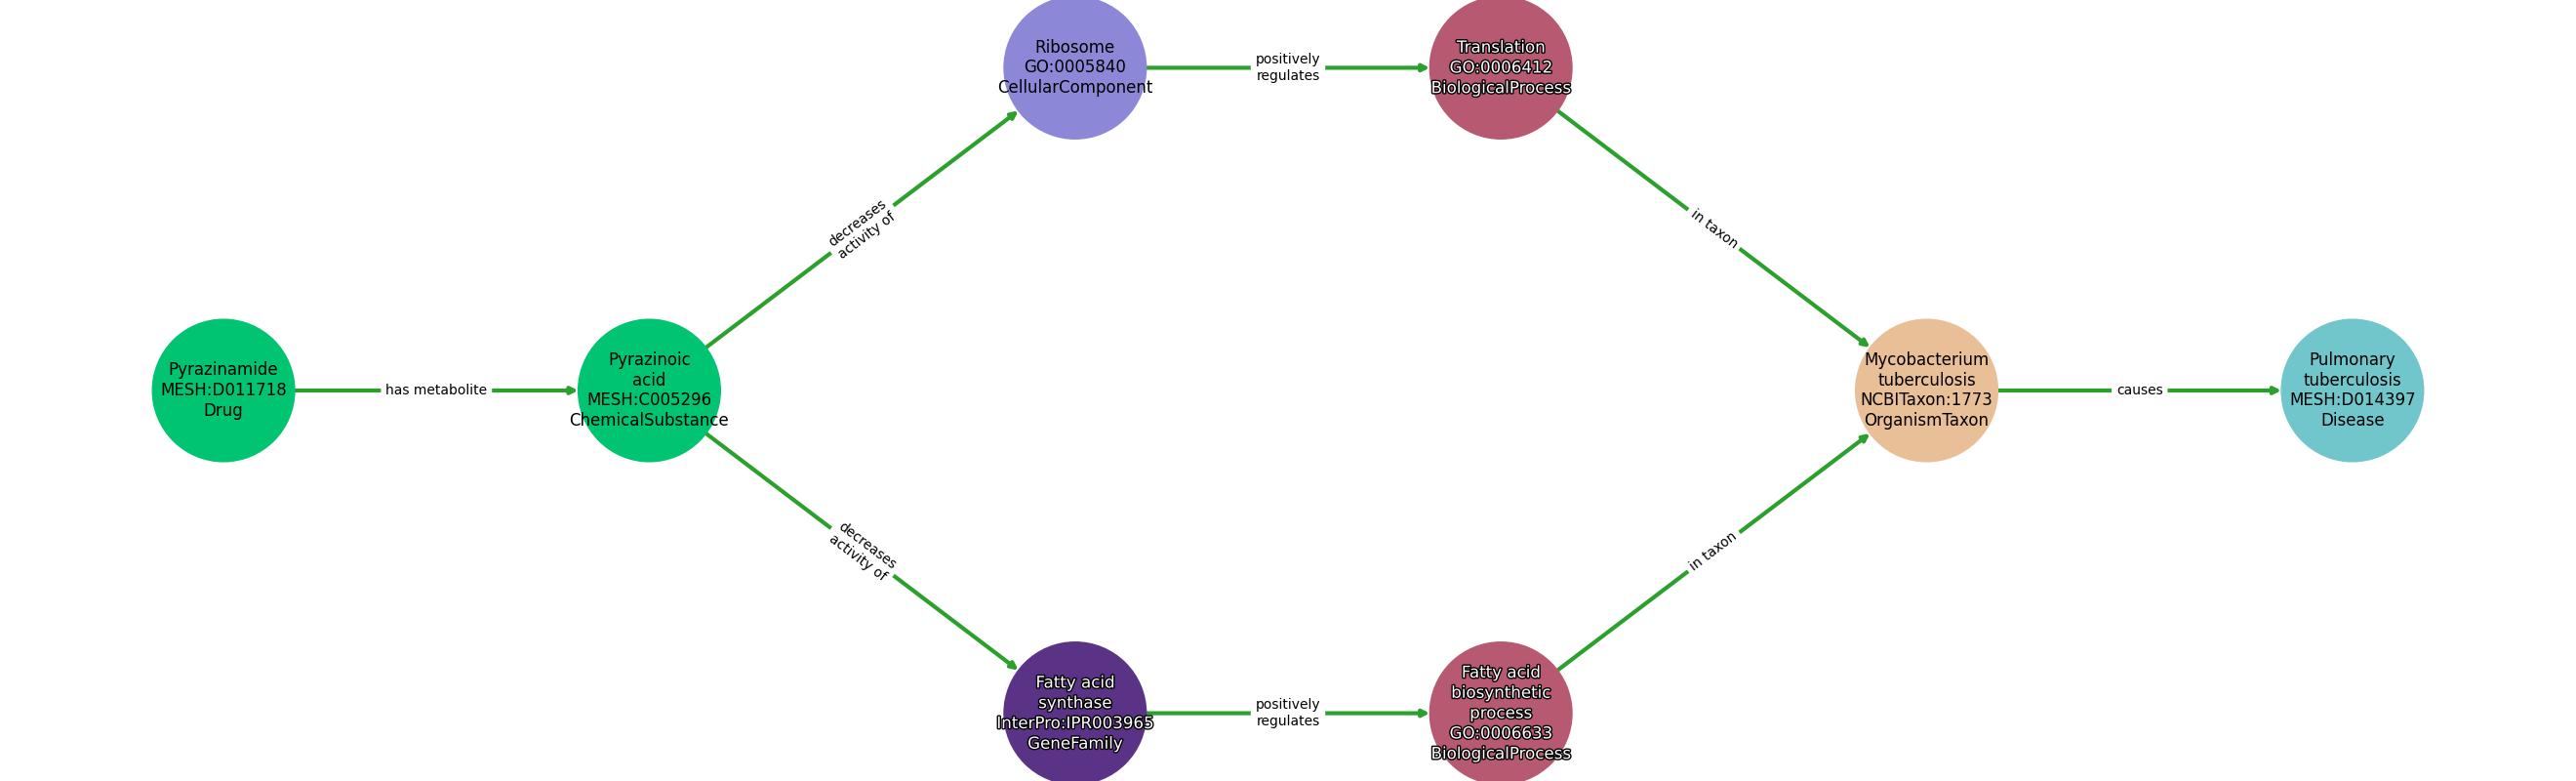 Ribosome
GO:0005840
CellularComponent
positively
regulates
Translation
GO:0006412
BiologicalProcess
decreases
activity of
in taxon
Pyrazinamide
MESH:D011718
Drug
has metabolite
Pyrazinoic
acid
MESH:C005296
ChemicalSubstance
Mycobacterium
tuberculosis
NCBITaxon:1773
OrganismTaxon
causes
Pulmonary
tuberculosis
MESH:D014397
Disease
decreases
activity of
in taxon
Fatty acid
synthase
InterPro:IPR003965
GeneFamily
positively
regulates
Fatty acid
biosynthetic
process
GO:0006633
BiologicalProcess